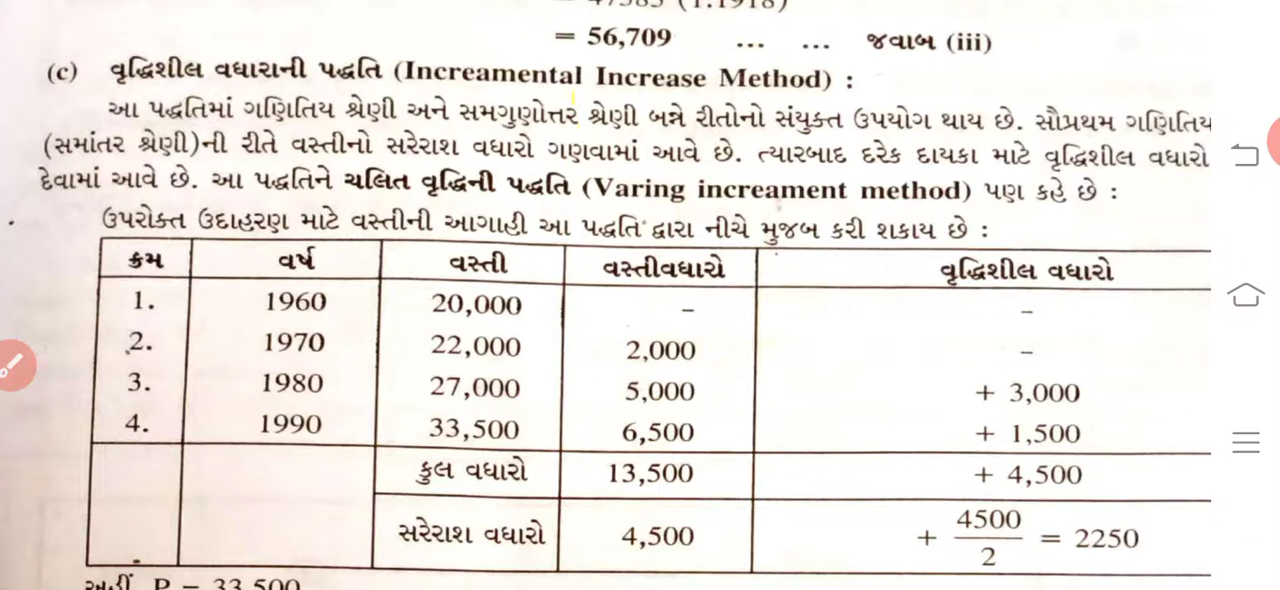 = 56,709 ... ... જવાબ (iii)
(c) વૃદ્ધિશીલ વધારાની પદ્ધતિ (Increamental Increase Method) :
આ પદ્ધતિમાં ગણિતિય શ્રેણી અને સમગુણોત્તર શ્રેણી બન્ને રીતોનો સંયુક્ત ઉપયોગ થાય છે. સૌપ્રથમ ગણિતિય
(સમાંતર શ્રેણી)ની રીતે વસ્તીનો સરેરાશ વધારો ગણવામાં આવે છે. ત્યારબાદ દરેક દાયકા માટે વૃદ્ધિશીલ વધારો
દેવામાં આવે છે. આ પદ્ધતિને ચલિત વૃદ્ધિની પદ્ધતિ (Varing increament method) પણ કહે છે :
ઉપરોક્ત ઉદાહરણ માટે વસ્તીની આગાહી આ પદ્ધતિ દ્વારા નીચે મુજબ કરી શકાય છે :
ક્રમ વર્ષ વસ્તી વસ્તીવધારો વૃદ્ધિશીલ વધારો
1. 1960 20,000 – –
2. 1970 22,000 2,000 –
3. 1980 27,000 5,000 + 3,000
4. 1990 33,500 6,500 + 1,500
કુલ વધારો 13,500 + 4,500
સરેરાશ વધારો 4,500 + 4500/2 = 2250
અહીં P = 33,500